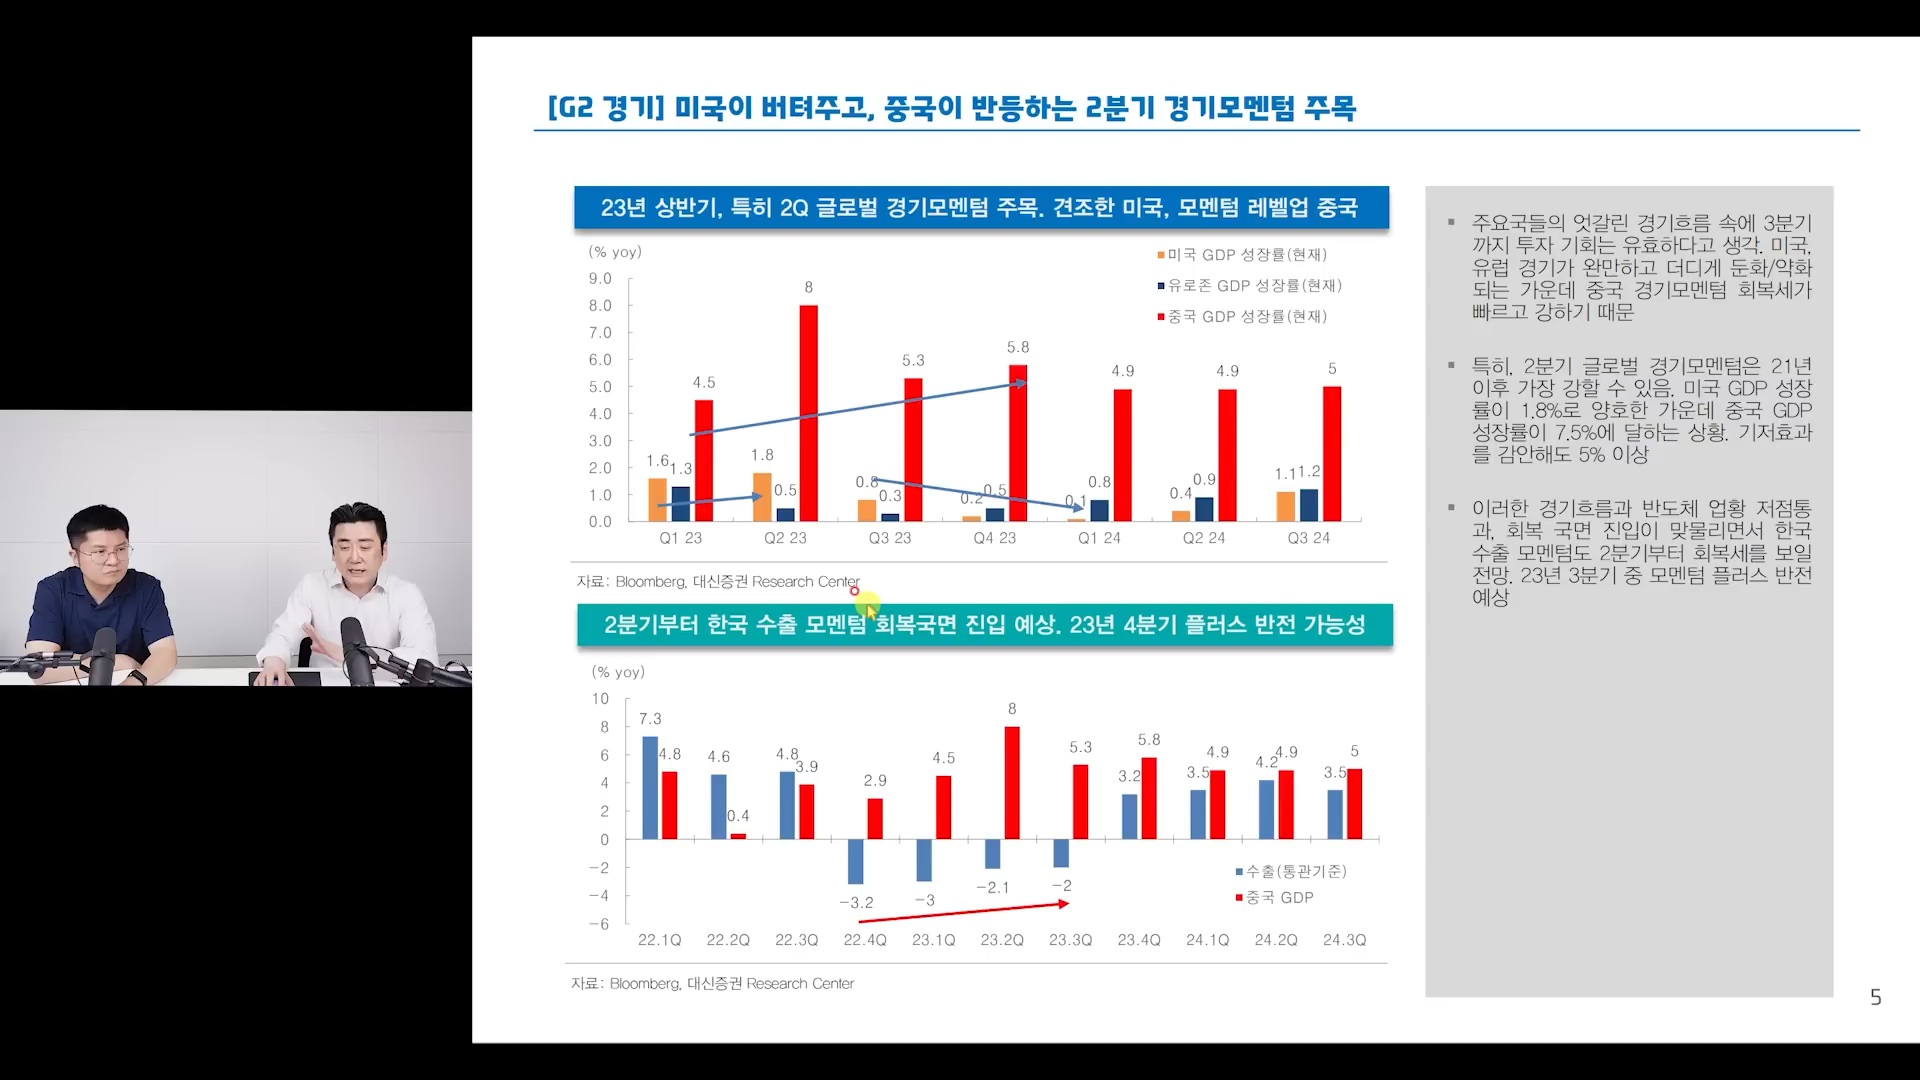 [G2 경기] 미국이 버텨주고, 중국이 반등하는 2분기 경기모멘텀 주목
23년 상반기, 특히 2Q 글로벌 경기모멘텀 주목. 견조한 미국, 모멘텀 레벨업 중국
(% yoy)
미국 GDP 성장률(현재)
유로존 GDP 성장률(현재)
중국 GDP 성장률(현재)
9.0
8.0
7.0
6.0
5.0
4.0
3.0
2.0
1.0
0.0
1.6 1.3 4.5
1.8 0.5 8
0.8 0.3 5.3
0.2 0.5 5.8
0.1 0.8 4.9
0.4 0.9 4.9
1.1 1.2 5
Q1 23 Q2 23 Q3 23 Q4 23 Q1 24 Q2 24 Q3 24
자료: Bloomberg, 대신증권 Research Center
2분기부터 한국 수출 모멘텀 회복국면 진입 예상. 23년 4분기 플러스 반전 가능성
(% yoy)
10
8
6
4
2
0
-2
-4
-6
7.3 4.8
4.6 0.4
4.8 3.9
-3.2 2.9
-3 4.5
-2.1 8
-2 5.3
3.2 5.8
3.5 4.9
4.2 4.9
3.5 5
수출(통관기준)
중국 GDP
22.1Q 22.2Q 22.3Q 22.4Q 23.1Q 23.2Q 23.3Q 23.4Q 24.1Q 24.2Q 24.3Q
자료: Bloomberg, 대신증권 Research Center
▪ 주요국들의 엇갈린 경기흐름 속에 3분기
까지 투자 기회는 유효하다고 생각. 미국,
유럽 경기가 완만하고 더디게 둔화/약화
되는 가운데 중국 경기모멘텀 회복세가
빠르고 강하기 때문
▪ 특히, 2분기 글로벌 경기모멘텀은 21년
이후 가장 강할 수 있음. 미국 GDP 성장
률이 1.8%로 양호한 가운데 중국 GDP
성장률이 7.5%에 달하는 상황. 기저효과
를 감안해도 5% 이상
▪ 이러한 경기흐름과 반도체 업황 저점통
과, 회복 국면 진입이 맞물리면서 한국
수출 모멘텀도 2분기부터 회복세를 보일
전망. 23년 3분기 중 모멘텀 플러스 반전
예상
5